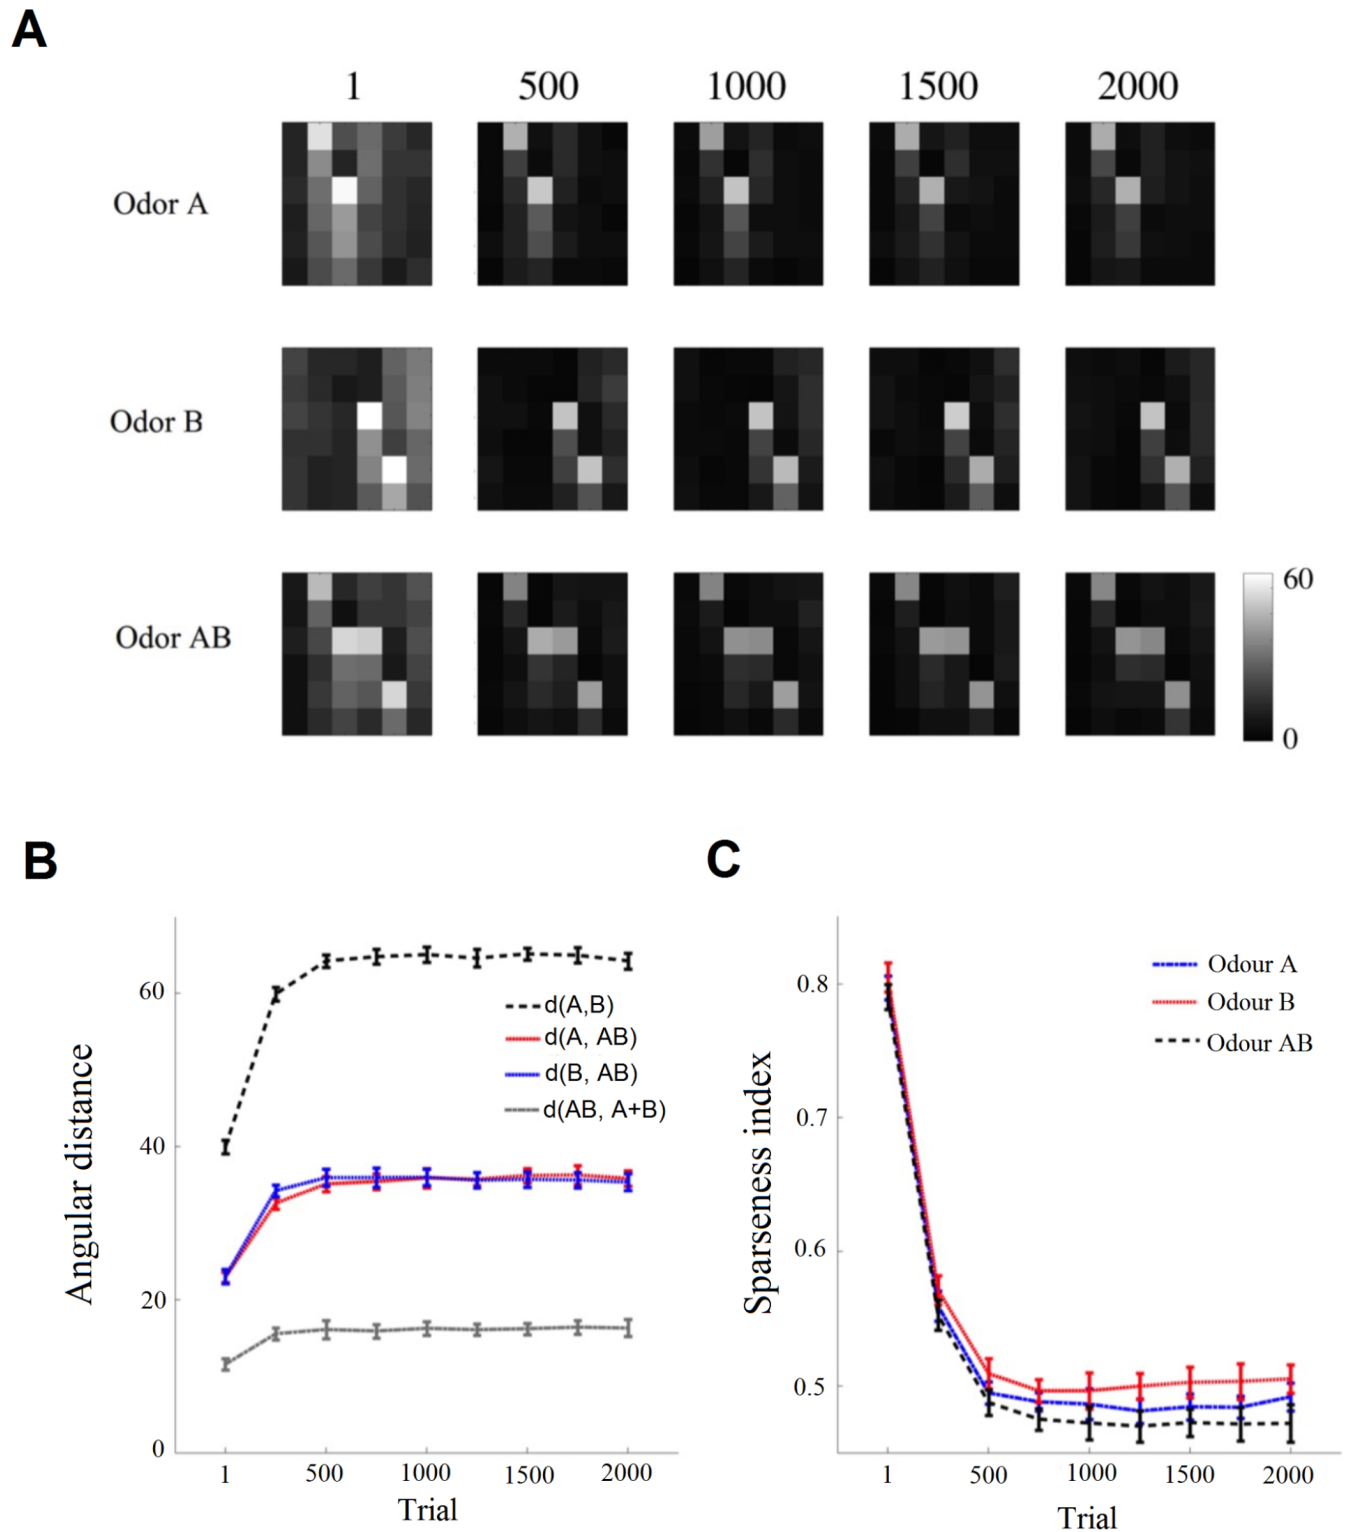 A
1 500 1000 1500 2000
Odor A
Odor B
Odor AB
60
0
B
Angular distance
60
40
20
0
d(A,B)
d(A, AB)
d(B, AB)
d(AB, A+B)
1 500 1000 1500 2000
Trial
C
Sparseness index
0.8
0.7
0.6
0.5
Odour A
Odour B
Odour AB
1 500 1000 1500 2000
Trial